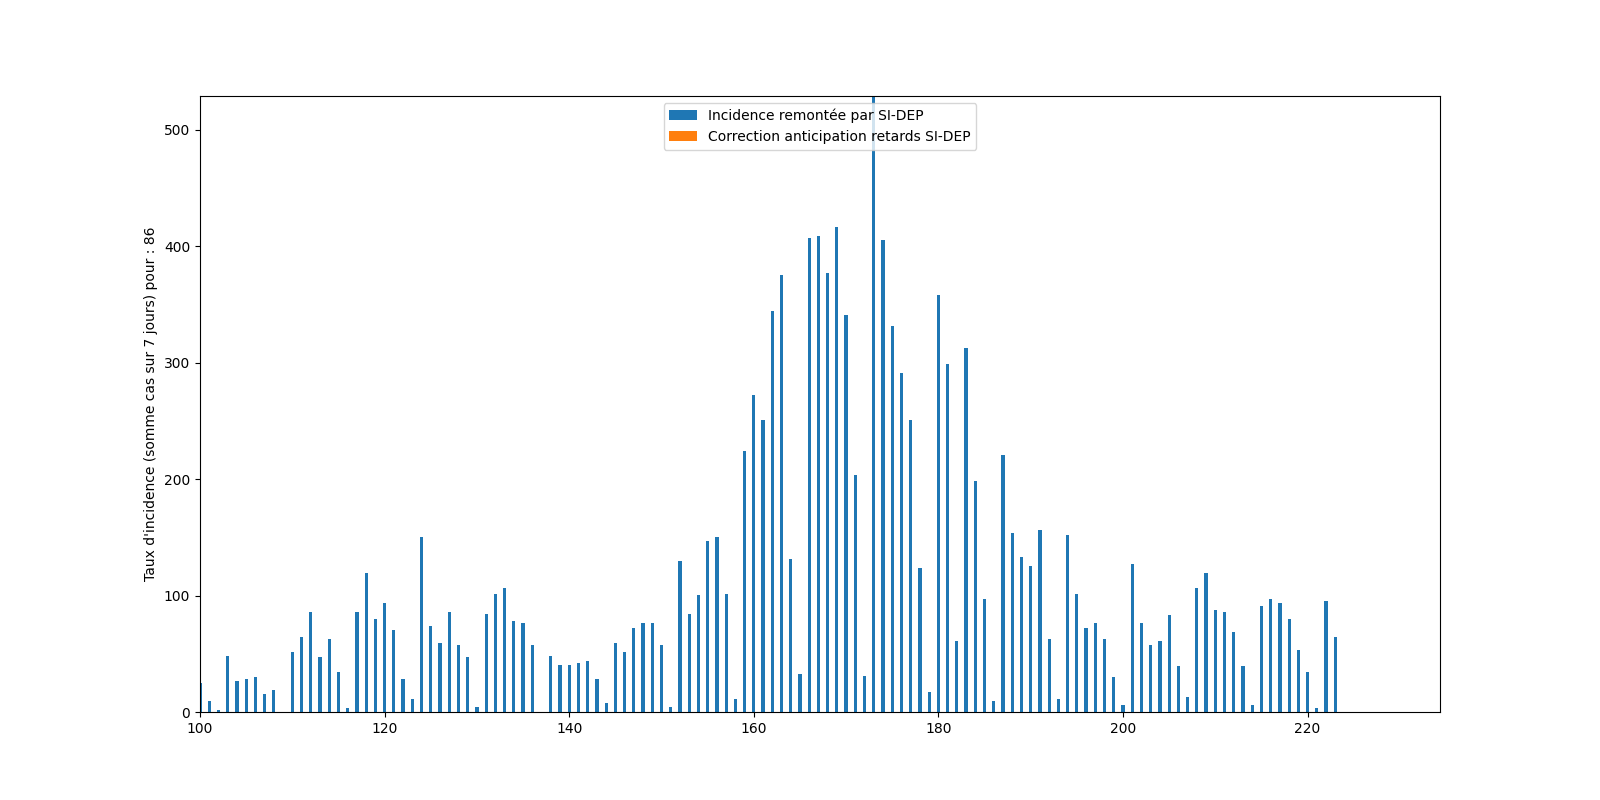 Incidence remontée par SI-DEP
Correction anticipation retards SI-DEP
Taux d'incidence (somme cas sur 7 jours) pour : 86
500
400
300
200
100
0
100 120 140 160 180 200 220